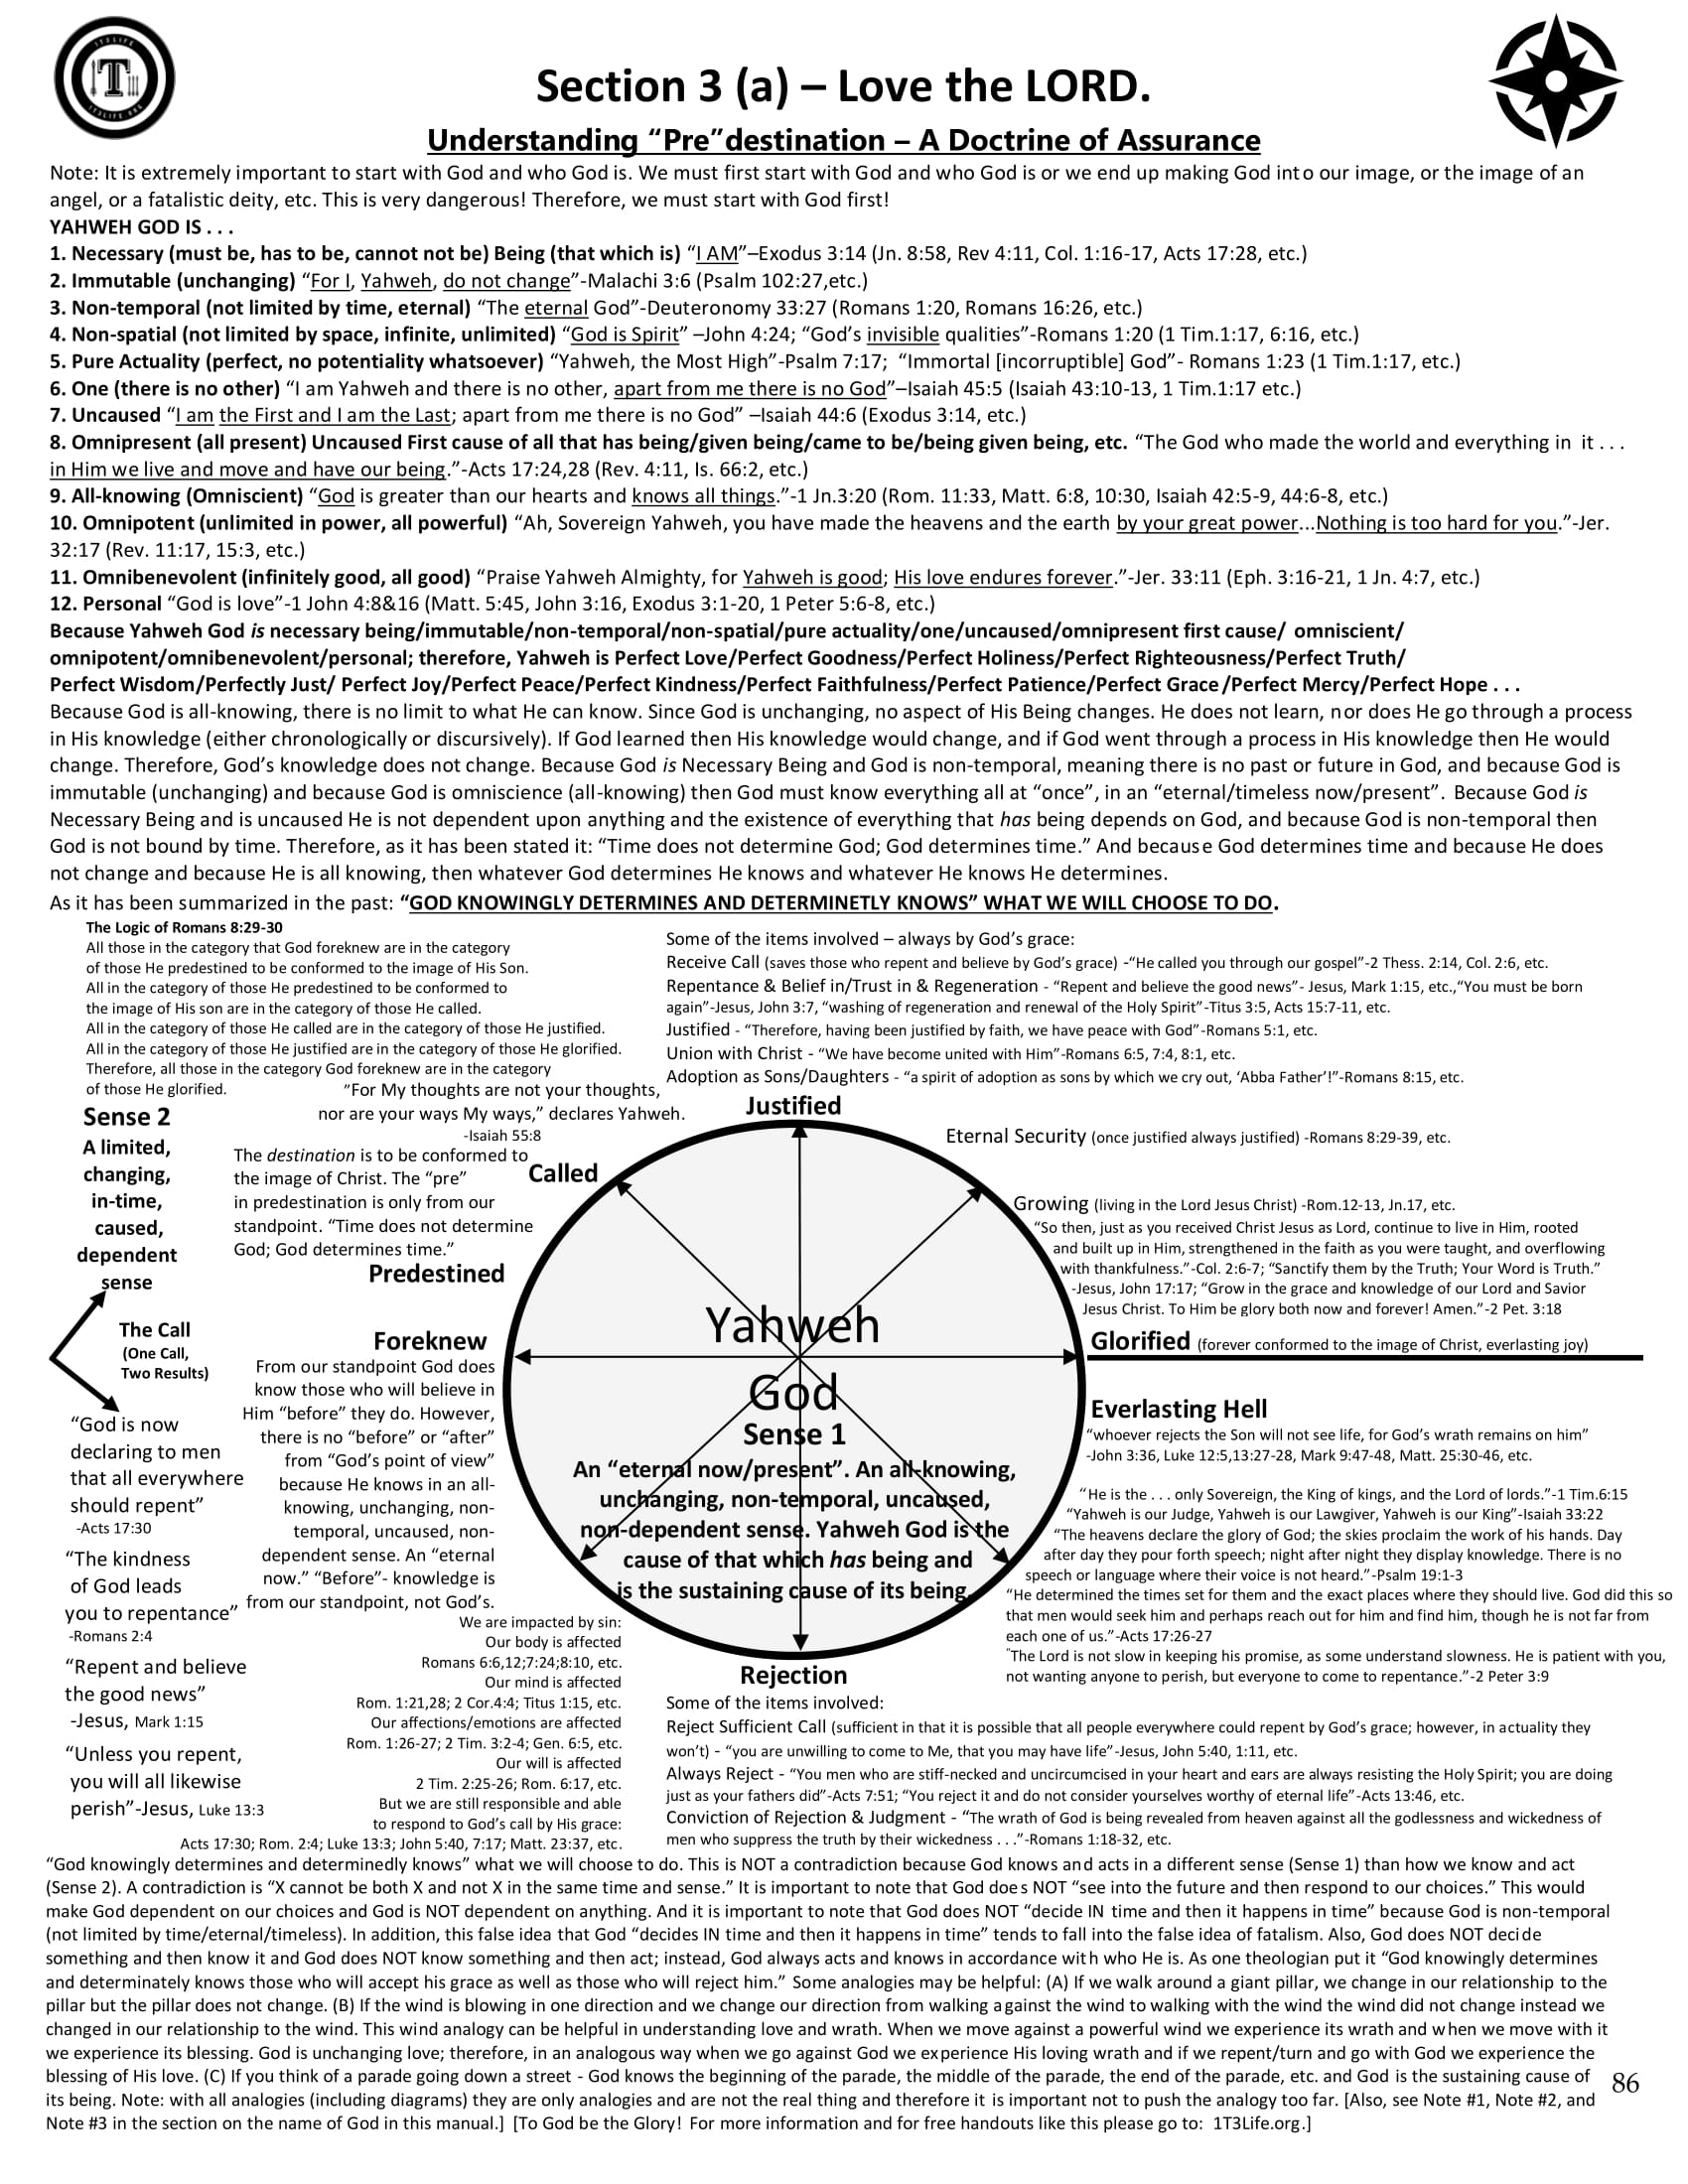 Section 3 (a) – Love the LORD.
Understanding “Pre”destination – A Doctrine of Assurance
Note: It is extremely important to start with God and who God is. We must first start with God and who God is or we end up making God into our image, or the image of an
angel, or a fatalistic deity, etc. This is very dangerous! Therefore, we must start with God first!
YAHWEH GOD IS . . .
1. Necessary (must be, has to be, cannot not be) Being (that which is) “I AM”–Exodus 3:14 (Jn. 8:58, Rev 4:11, Col. 1:16-17, Acts 17:28, etc.)
2. Immutable (unchanging) “For I, Yahweh, do not change”-Malachi 3:6 (Psalm 102:27,etc.)
3. Non-temporal (not limited by time, eternal) “The eternal God”-Deuteronomy 33:27 (Romans 1:20, Romans 16:26, etc.)
4. Non-spatial (not limited by space, infinite, unlimited) “God is Spirit” –John 4:24; “God’s invisible qualities”-Romans 1:20 (1 Tim.1:17, 6:16, etc.)
5. Pure Actuality (perfect, no potentiality whatsoever) “Yahweh, the Most High”-Psalm 7:17; “Immortal [incorruptible] God”- Romans 1:23 (1 Tim.1:17, etc.)
6. One (there is no other) “I am Yahweh and there is no other, apart from me there is no God”–Isaiah 45:5 (Isaiah 43:10-13, 1 Tim.1:17 etc.)
7. Uncaused “I am the First and I am the Last; apart from me there is no God” –Isaiah 44:6 (Exodus 3:14, etc.)
8. Omnipresent (all present) Uncaused First cause of all that has being/given being/came to be/being given being, etc. “The God who made the world and everything in it . . .
in Him we live and move and have our being.”-Acts 17:24,28 (Rev. 4:11, Is. 66:2, etc.)
9. All-knowing (Omniscient) “God is greater than our hearts and knows all things.”-1 Jn.3:20 (Rom. 11:33, Matt. 6:8, 10:30, Isaiah 42:5-9, 44:6-8, etc.)
10. Omnipotent (unlimited in power, all powerful) “Ah, Sovereign Yahweh, you have made the heavens and the earth by your great power...Nothing is too hard for you.”-Jer.
32:17 (Rev. 11:17, 15:3, etc.)
11. Omnibenevolent (infinitely good, all good) “Praise Yahweh Almighty, for Yahweh is good; His love endures forever.”-Jer. 33:11 (Eph. 3:16-21, 1 Jn. 4:7, etc.)
12. Personal “God is love”-1 John 4:8&16 (Matt. 5:45, John 3:16, Exodus 3:1-20, 1 Peter 5:6-8, etc.)
Because Yahweh God is necessary being/immutable/non-temporal/non-spatial/pure actuality/one/uncaused/omnipresent first cause/ omniscient/
omnipotent/omnibenevolent/personal; therefore, Yahweh is Perfect Love/Perfect Goodness/Perfect Holiness/Perfect Righteousness/Perfect Truth/
Perfect Wisdom/Perfectly Just/ Perfect Joy/Perfect Peace/Perfect Kindness/Perfect Faithfulness/Perfect Patience/Perfect Grace/Perfect Mercy/Perfect Hope . . .
Because God is all-knowing, there is no limit to what He can know. Since God is unchanging, no aspect of His Being changes. He does not learn, nor does He go through a process
in His knowledge (either chronologically or discursively). If God learned then His knowledge would change, and if God went through a process in His knowledge then He would
change. Therefore, God’s knowledge does not change. Because God is Necessary Being and God is non-temporal, meaning there is no past or future in God, and because God is
immutable (unchanging) and because God is omniscience (all-knowing) then God must know everything all at “once”, in an “eternal/timeless now/present”. Because God is
Necessary Being and is uncaused He is not dependent upon anything and the existence of everything that has being depends on God, and because God is non-temporal then
God is not bound by time. Therefore, as it has been stated it: “Time does not determine God; God determines time.” And because God determines time and because He does
not change and because He is all knowing, then whatever God determines He knows and whatever He knows He determines.
As it has been summarized in the past: “GOD KNOWINGLY DETERMINES AND DETERMINETLY KNOWS” WHAT WE WILL CHOOSE TO DO.
The Logic of Romans 8:29-30
All those in the category that God foreknew are in the category
of those He predestined to be conformed to the image of His Son.
All in the category of those He predestined to be conformed to
the image of His son are in the category of those He called.
All in the category of those He called are in the category of those He justified.
All in the category of those He justified are in the category of those He glorified.
Therefore, all those in the category God foreknew are in the category
of those He glorified.
Some of the items involved – always by God’s grace:
Receive Call (saves those who repent and believe by God’s grace) -“He called you through our gospel”-2 Thess. 2:14, Col. 2:6, etc.
Repentance & Belief in/Trust in & Regeneration - “Repent and believe the good news”- Jesus, Mark 1:15, etc.,“You must be born
again”-Jesus, John 3:7, “washing of regeneration and renewal of the Holy Spirit”-Titus 3:5, Acts 15:7-11, etc.
Justified - “Therefore, having been justified by faith, we have peace with God”-Romans 5:1, etc.
Union with Christ - “We have become united with Him”-Romans 6:5, 7:4, 8:1, etc.
Adoption as Sons/Daughters - “a spirit of adoption as sons by which we cry out, ‘Abba Father’!”-Romans 8:15, etc.
”For My thoughts are not your thoughts,
nor are your ways My ways,” declares Yahweh.
-Isaiah 55:8
Justified
Eternal Security (once justified always justified) -Romans 8:29-39, etc.
Sense 2
A limited,
changing,
in-time,
caused,
dependent
sense
The destination is to be conformed to
the image of Christ. The “pre”
in predestination is only from our
standpoint. “Time does not determine
God; God determines time.”
Called
Predestined
Growing (living in the Lord Jesus Christ) -Rom.12-13, Jn.17, etc.
“So then, just as you received Christ Jesus as Lord, continue to live in Him, rooted
and built up in Him, strengthened in the faith as you were taught, and overflowing
with thankfulness.”-Col. 2:6-7; “Sanctify them by the Truth; Your Word is Truth.”
-Jesus, John 17:17; “Grow in the grace and knowledge of our Lord and Savior
Jesus Christ. To Him be glory both now and forever! Amen.”-2 Pet. 3:18
The Call
(One Call,
Two Results)
Foreknew
From our standpoint God does
know those who will believe in
Him “before” they do. However,
there is no “before” or “after”
from “God’s point of view”
because He knows in an all-
knowing, unchanging, non-
temporal, uncaused, non-
dependent sense. An “eternal
now.” “Before”- knowledge is
from our standpoint, not God’s.
Yahweh
God
Sense 1
An “eternal now/present”. An all-knowing,
unchanging, non-temporal, uncaused,
non-dependent sense. Yahweh God is the
cause of that which has being and
is the sustaining cause of its being.
Glorified (forever conformed to the image of Christ, everlasting joy)
Everlasting Hell
“whoever rejects the Son will not see life, for God’s wrath remains on him”
-John 3:36, Luke 12:5,13:27-28, Mark 9:47-48, Matt. 25:30-46, etc.
“He is the . . . only Sovereign, the King of kings, and the Lord of lords.”-1 Tim.6:15
“Yahweh is our Judge, Yahweh is our Lawgiver, Yahweh is our King”-Isaiah 33:22
“The heavens declare the glory of God; the skies proclaim the work of his hands. Day
after day they pour forth speech; night after night they display knowledge. There is no
speech or language where their voice is not heard.”-Psalm 19:1-3
“He determined the times set for them and the exact places where they should live. God did this so
that men would seek him and perhaps reach out for him and find him, though he is not far from
each one of us.”-Acts 17:26-27
"The Lord is not slow in keeping his promise, as some understand slowness. He is patient with you,
not wanting anyone to perish, but everyone to come to repentance.”-2 Peter 3:9
“God is now
declaring to men
that all everywhere
should repent”
-Acts 17:30
“The kindness
of God leads
you to repentance”
-Romans 2:4
“Repent and believe
the good news”
-Jesus, Mark 1:15
“Unless you repent,
you will all likewise
perish”-Jesus, Luke 13:3
We are impacted by sin:
Our body is affected
Romans 6:6,12;7:24;8:10, etc.
Our mind is affected
Rom. 1:21,28; 2 Cor.4:4; Titus 1:15, etc.
Our affections/emotions are affected
Rom. 1:26-27; 2 Tim. 3:2-4; Gen. 6:5, etc.
Our will is affected
2 Tim. 2:25-26; Rom. 6:17, etc.
But we are still responsible and able
to respond to God’s call by His grace:
Acts 17:30; Rom. 2:4; Luke 13:3; John 5:40, 7:17; Matt. 23:37, etc.
Rejection
Some of the items involved:
Reject Sufficient Call (sufficient in that it is possible that all people everywhere could repent by God’s grace; however, in actuality they
won’t) - “you are unwilling to come to Me, that you may have life”-Jesus, John 5:40, 1:11, etc.
Always Reject - “You men who are stiff-necked and uncircumcised in your heart and ears are always resisting the Holy Spirit; you are doing
just as your fathers did”-Acts 7:51; “You reject it and do not consider yourselves worthy of eternal life”-Acts 13:46, etc.
Conviction of Rejection & Judgment - “The wrath of God is being revealed from heaven against all the godlessness and wickedness of
men who suppress the truth by their wickedness . . .”-Romans 1:18-32, etc.
“God knowingly determines and determinedly knows” what we will choose to do. This is NOT a contradiction because God knows and acts in a different sense (Sense 1) than how we know and act
(Sense 2). A contradiction is “X cannot be both X and not X in the same time and sense.” It is important to note that God does NOT “see into the future and then respond to our choices.” This would
make God dependent on our choices and God is NOT dependent on anything. And it is important to note that God does NOT “decide IN time and then it happens in time” because God is non-temporal
(not limited by time/eternal/timeless). In addition, this false idea that God “decides IN time and then it happens in time” tends to fall into the false idea of fatalism. Also, God does NOT decide
something and then know it and God does NOT know something and then act; instead, God always acts and knows in accordance with who He is. As one theologian put it “God knowingly determines
and determinately knows those who will accept his grace as well as those who will reject him.” Some analogies may be helpful: (A) If we walk around a giant pillar, we change in our relationship to the
pillar but the pillar does not change. (B) If the wind is blowing in one direction and we change our direction from walking against the wind to walking with the wind the wind did not change instead we
changed in our relationship to the wind. This wind analogy can be helpful in understanding love and wrath. When we move against a powerful wind we experience its wrath and when we move with it
we experience its blessing. God is unchanging love; therefore, in an analogous way when we go against God we experience His loving wrath and if we repent/turn and go with God we experience the
blessing of His love. (C) If you think of a parade going down a street - God knows the beginning of the parade, the middle of the parade, the end of the parade, etc. and God is the sustaining cause of
its being. Note: with all analogies (including diagrams) they are only analogies and are not the real thing and therefore it is important not to push the analogy too far. [Also, see Note #1, Note #2, and
Note #3 in the section on the name of God in this manual.] [To God be the Glory! For more information and for free handouts like this please go to: 1T3Life.org.]
86